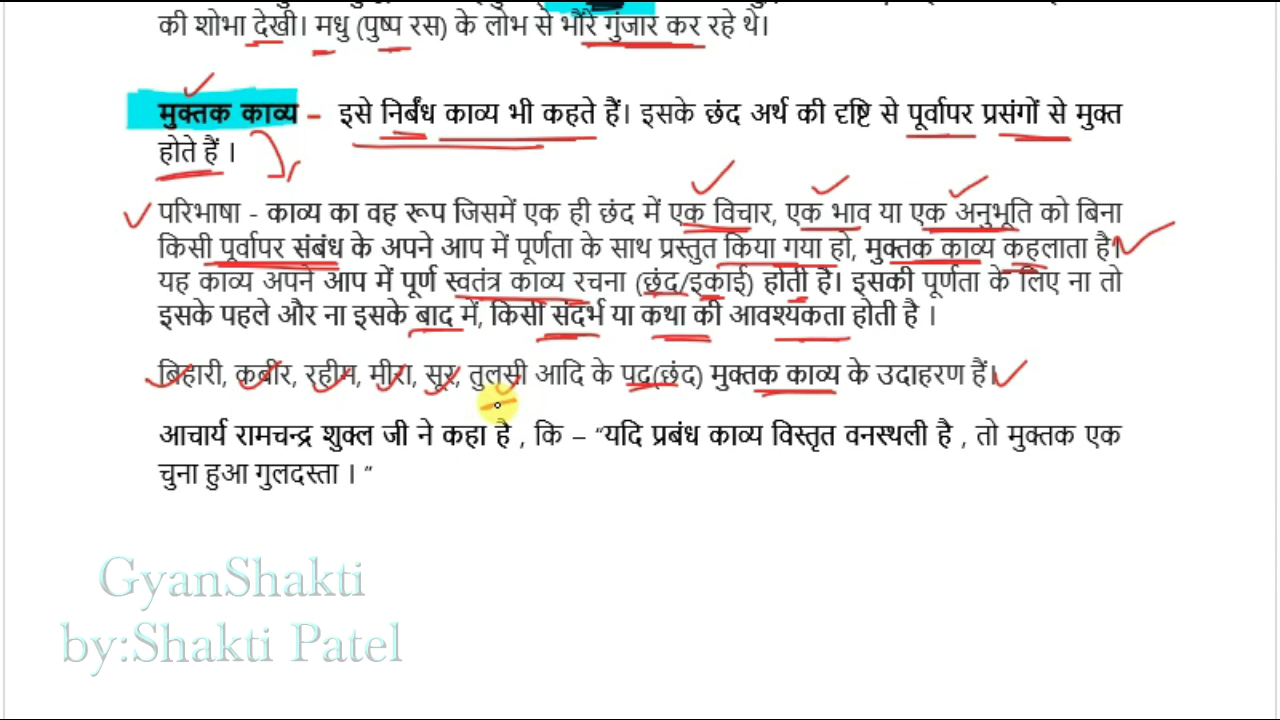 की शोभा देखी। मधु (पुष्प रस) के लोभ से भौंरे गुंजार कर रहे थे।
मुक्तक काव्य – इसे निर्बंध काव्य भी कहते हैं। इसके छंद अर्थ की दृष्टि से पूर्वापर प्रसंगों से मुक्त
होते हैं ।
परिभाषा - काव्य का वह रूप जिसमें एक ही छंद में एक विचार, एक भाव या एक अनुभूति को बिना
किसी पूर्वापर संबंध के अपने आप में पूर्णता के साथ प्रस्तुत किया गया हो, मुक्तक काव्य कहलाता है।
यह काव्य अपने आप में पूर्ण स्वतंत्र काव्य रचना (छंद/इकाई) होती है। इसकी पूर्णता के लिए ना तो
इसके पहले और ना इसके बाद में, किसी संदर्भ या कथा की आवश्यकता होती है ।
बिहारी, कबीर, रहीम, मीरा, सूर, तुलसी आदि के पद(छंद) मुक्तक काव्य के उदाहरण हैं।
आचार्य रामचन्द्र शुक्ल जी ने कहा है , कि – “यदि प्रबंध काव्य विस्तृत वनस्थली है , तो मुक्तक एक
चुना हुआ गुलदस्ता । ”
GyanShakti
by:Shakti Patel